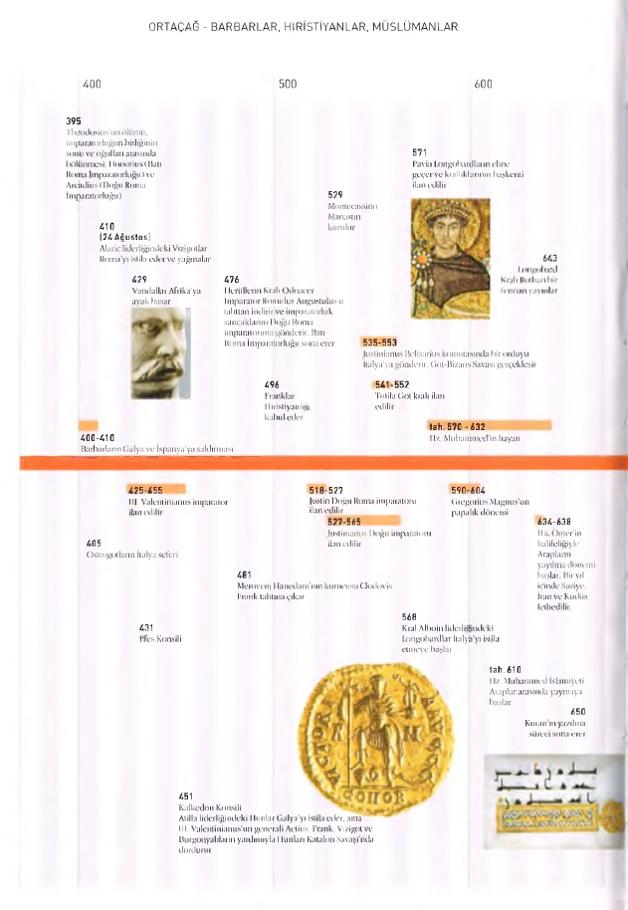 ORTAÇAĞ - BARBARLAR, HIRİSTİYANLAR, MÜSLÜMANLAR
400
500
600
395
Theodosius'un ölümü,
imparatorluğun birliğinin
sonu ve oğulları arasında
bölünmesi. Honorius (Batı
Roma İmparatorluğu) ve
Arcadius (Doğu Roma
İmparatorluğu)
410
(24 Ağustos)
Alaric liderliğindeki Vizigotlar
Roma'yı istila eder ve yağmalar
429
Vandallar Afrika'ya
ayak basar
476
Herüllerin Kralı Odoacer
İmparator Romulus Augustulus'u
tahttan indirir ve imparatorluk
sancaklarını Doğu Roma
imparatoruna gönderir. Batı
Roma İmparatorluğu sona erer
496
Franklar
Hıristiyanlığı
kabul eder
529
Montecassino
Manastırı
kurulur
571
Pavia Longobardların eline
geçer ve krallıklarının başkenti
ilan edilir
643
Longobard
Kralı Rothari bir
ferman yayınlar
535-553
Justinianus Belizarius komutasında bir orduyu
İtalya'ya gönderir. Got-Bizans Savaşı gerçekleşir
541-552
Totila Got kralı ilan
edilir
tah. 570 - 632
Hz. Muhammed'in hayatı
400-410
Barbarların Galya ve İspanya'ya saldırması
425-455
III. Valentinianus imparator
ilan edilir
405
Ostrogotların İtalya seferi
431
Efes Konsili
481
Meruvenj Hanedanı'nın kurucusu Clodovis
Frank tahtına çıkar
518-527
Justin Doğu Roma imparatoru
ilan edilir
527-565
Justinianus Doğu imparatoru
ilan edilir
590-604
Gregorius Magnus'un
papalık dönemi
634-638
Hz. Ömer'in
halifeliğiyle
Arapların
yayılma dönemi
başlar. Bir yıl
içinde Suriye,
İran ve Kudüs
fethedilir.
568
Kral Alboin liderliğindeki
Longobardlar İtalya'yı istila
etmeye başlar
tah. 610
Hz. Muhammed İslamiyeti
Araplar arasında yaymaya
başlar
650
Kuran'ın yazılma
süreci sona erer
451
Kalkedon Konsili
Atilla liderliğindeki Hunlar Galya'yı istila eder, ama
III. Valentinianus'un generali Aetius, Frank, Vizigot ve
Burgonyalıların yardımıyla Hunları Katalon Savaşı'nda
durdurur